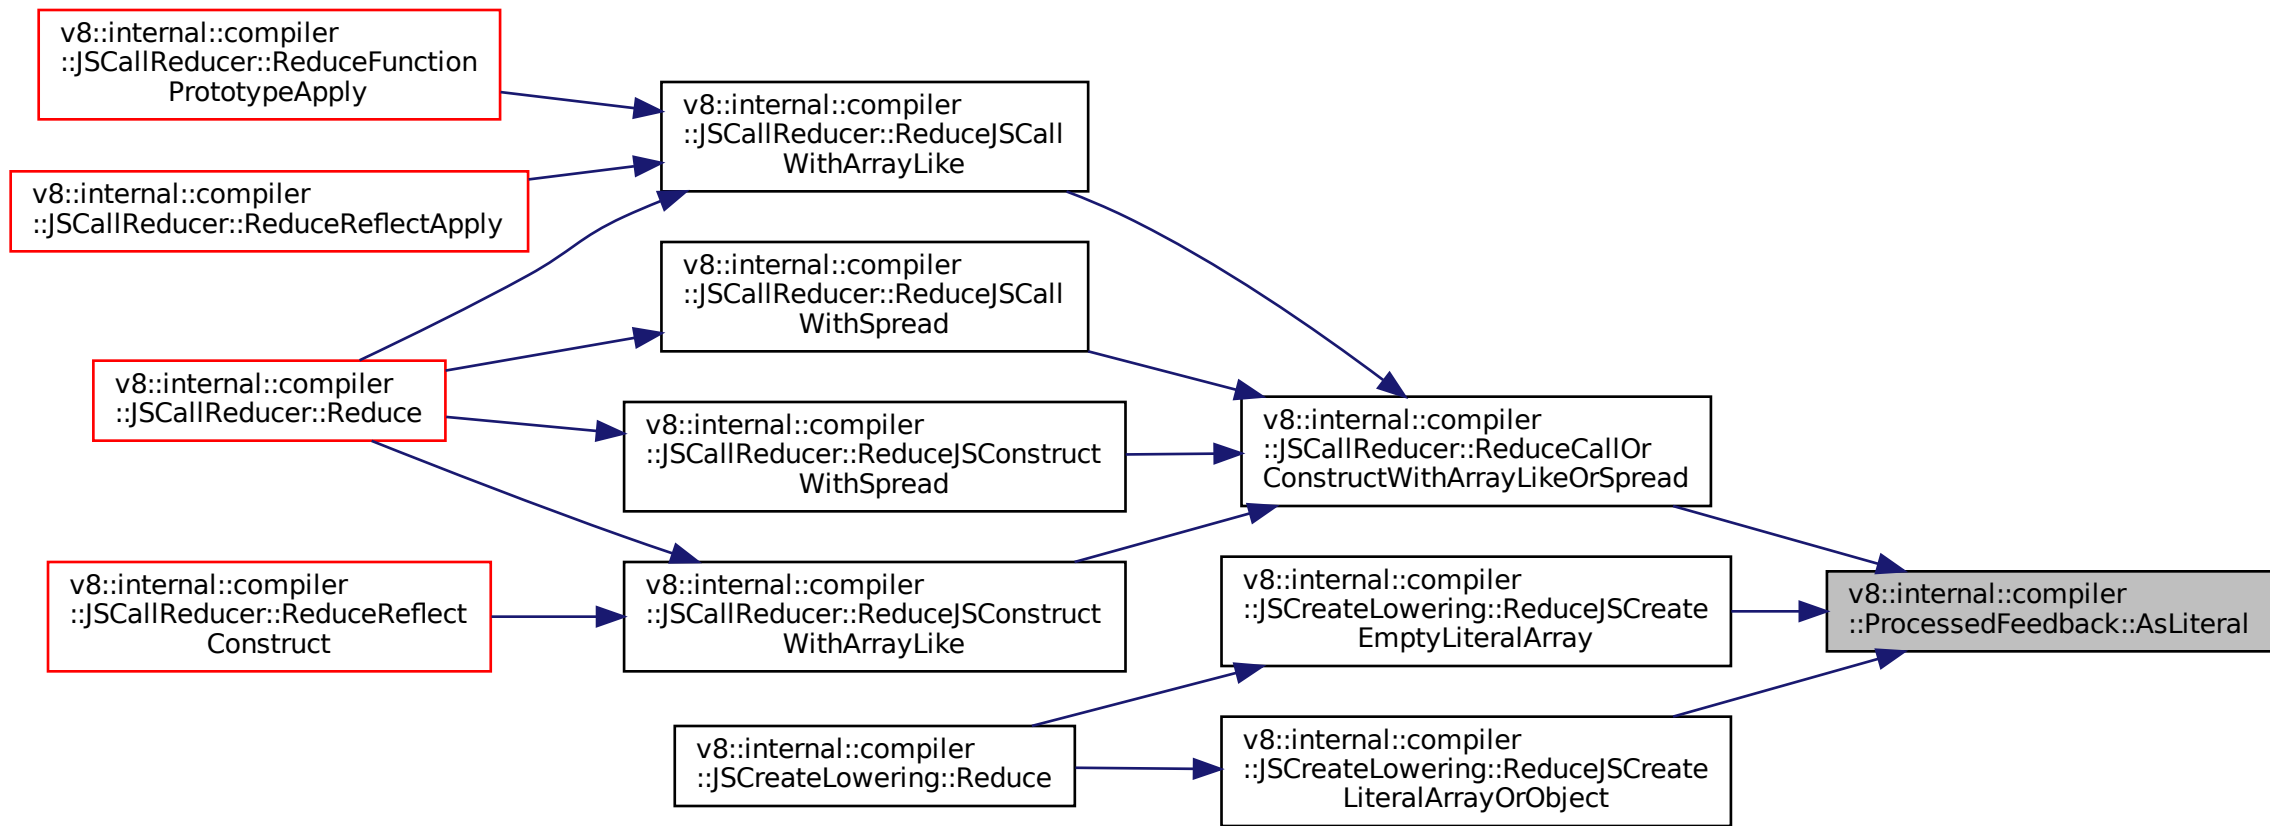 v8::internal::compiler
::JSCallReducer::ReduceFunction
PrototypeApply
v8::internal::compiler
::JSCallReducer::ReduceReflectApply
v8::internal::compiler
::JSCallReducer::Reduce
v8::internal::compiler
::JSCallReducer::ReduceReflect
Construct
v8::internal::compiler
::JSCallReducer::ReduceJSCall
WithArrayLike
v8::internal::compiler
::JSCallReducer::ReduceJSCall
WithSpread
v8::internal::compiler
::JSCallReducer::ReduceJSConstruct
WithSpread
v8::internal::compiler
::JSCallReducer::ReduceJSConstruct
WithArrayLike
v8::internal::compiler
::JSCreateLowering::Reduce
v8::internal::compiler
::JSCallReducer::ReduceCallOr
ConstructWithArrayLikeOrSpread
v8::internal::compiler
::JSCreateLowering::ReduceJSCreate
EmptyLiteralArray
v8::internal::compiler
::JSCreateLowering::ReduceJSCreate
LiteralArrayOrObject
v8::internal::compiler
::ProcessedFeedback::AsLiteral